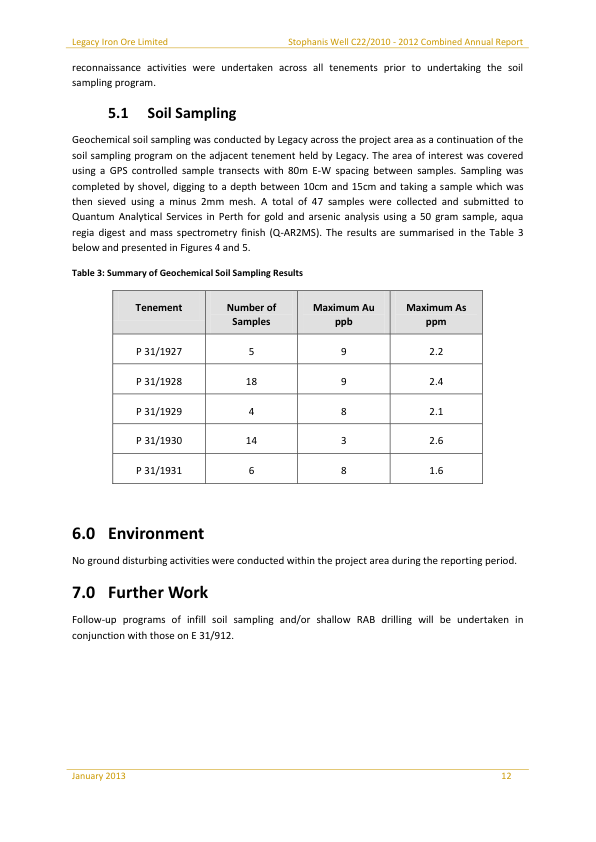 Legacy Iron Ore Limited Stophanis Well C22/2010 - 2012 Combined Annual Report
reconnaissance activities were undertaken across all tenements prior to undertaking the soil
sampling program.
5.1 Soil Sampling
Geochemical soil sampling was conducted by Legacy across the project area as a continuation of the
soil sampling program on the adjacent tenement held by Legacy. The area of interest was covered
using a GPS controlled sample transects with 80m E-W spacing between samples. Sampling was
completed by shovel, digging to a depth between 10cm and 15cm and taking a sample which was
then sieved using a minus 2mm mesh. A total of 47 samples were collected and submitted to
Quantum Analytical Services in Perth for gold and arsenic analysis using a 50 gram sample, aqua
regia digest and mass spectrometry finish (Q-AR2MS). The results are summarised in the Table 3
below and presented in Figures 4 and 5.
Table 3: Summary of Geochemical Soil Sampling Results
Tenement Number of Samples Maximum Au ppb Maximum As ppm
P 31/1927 5 9 2.2
P 31/1928 18 9 2.4
P 31/1929 4 8 2.1
P 31/1930 14 3 2.6
P 31/1931 6 8 1.6
6.0 Environment
No ground disturbing activities were conducted within the project area during the reporting period.
7.0 Further Work
Follow-up programs of infill soil sampling and/or shallow RAB drilling will be undertaken in
conjunction with those on E 31/912.
January 2013 12